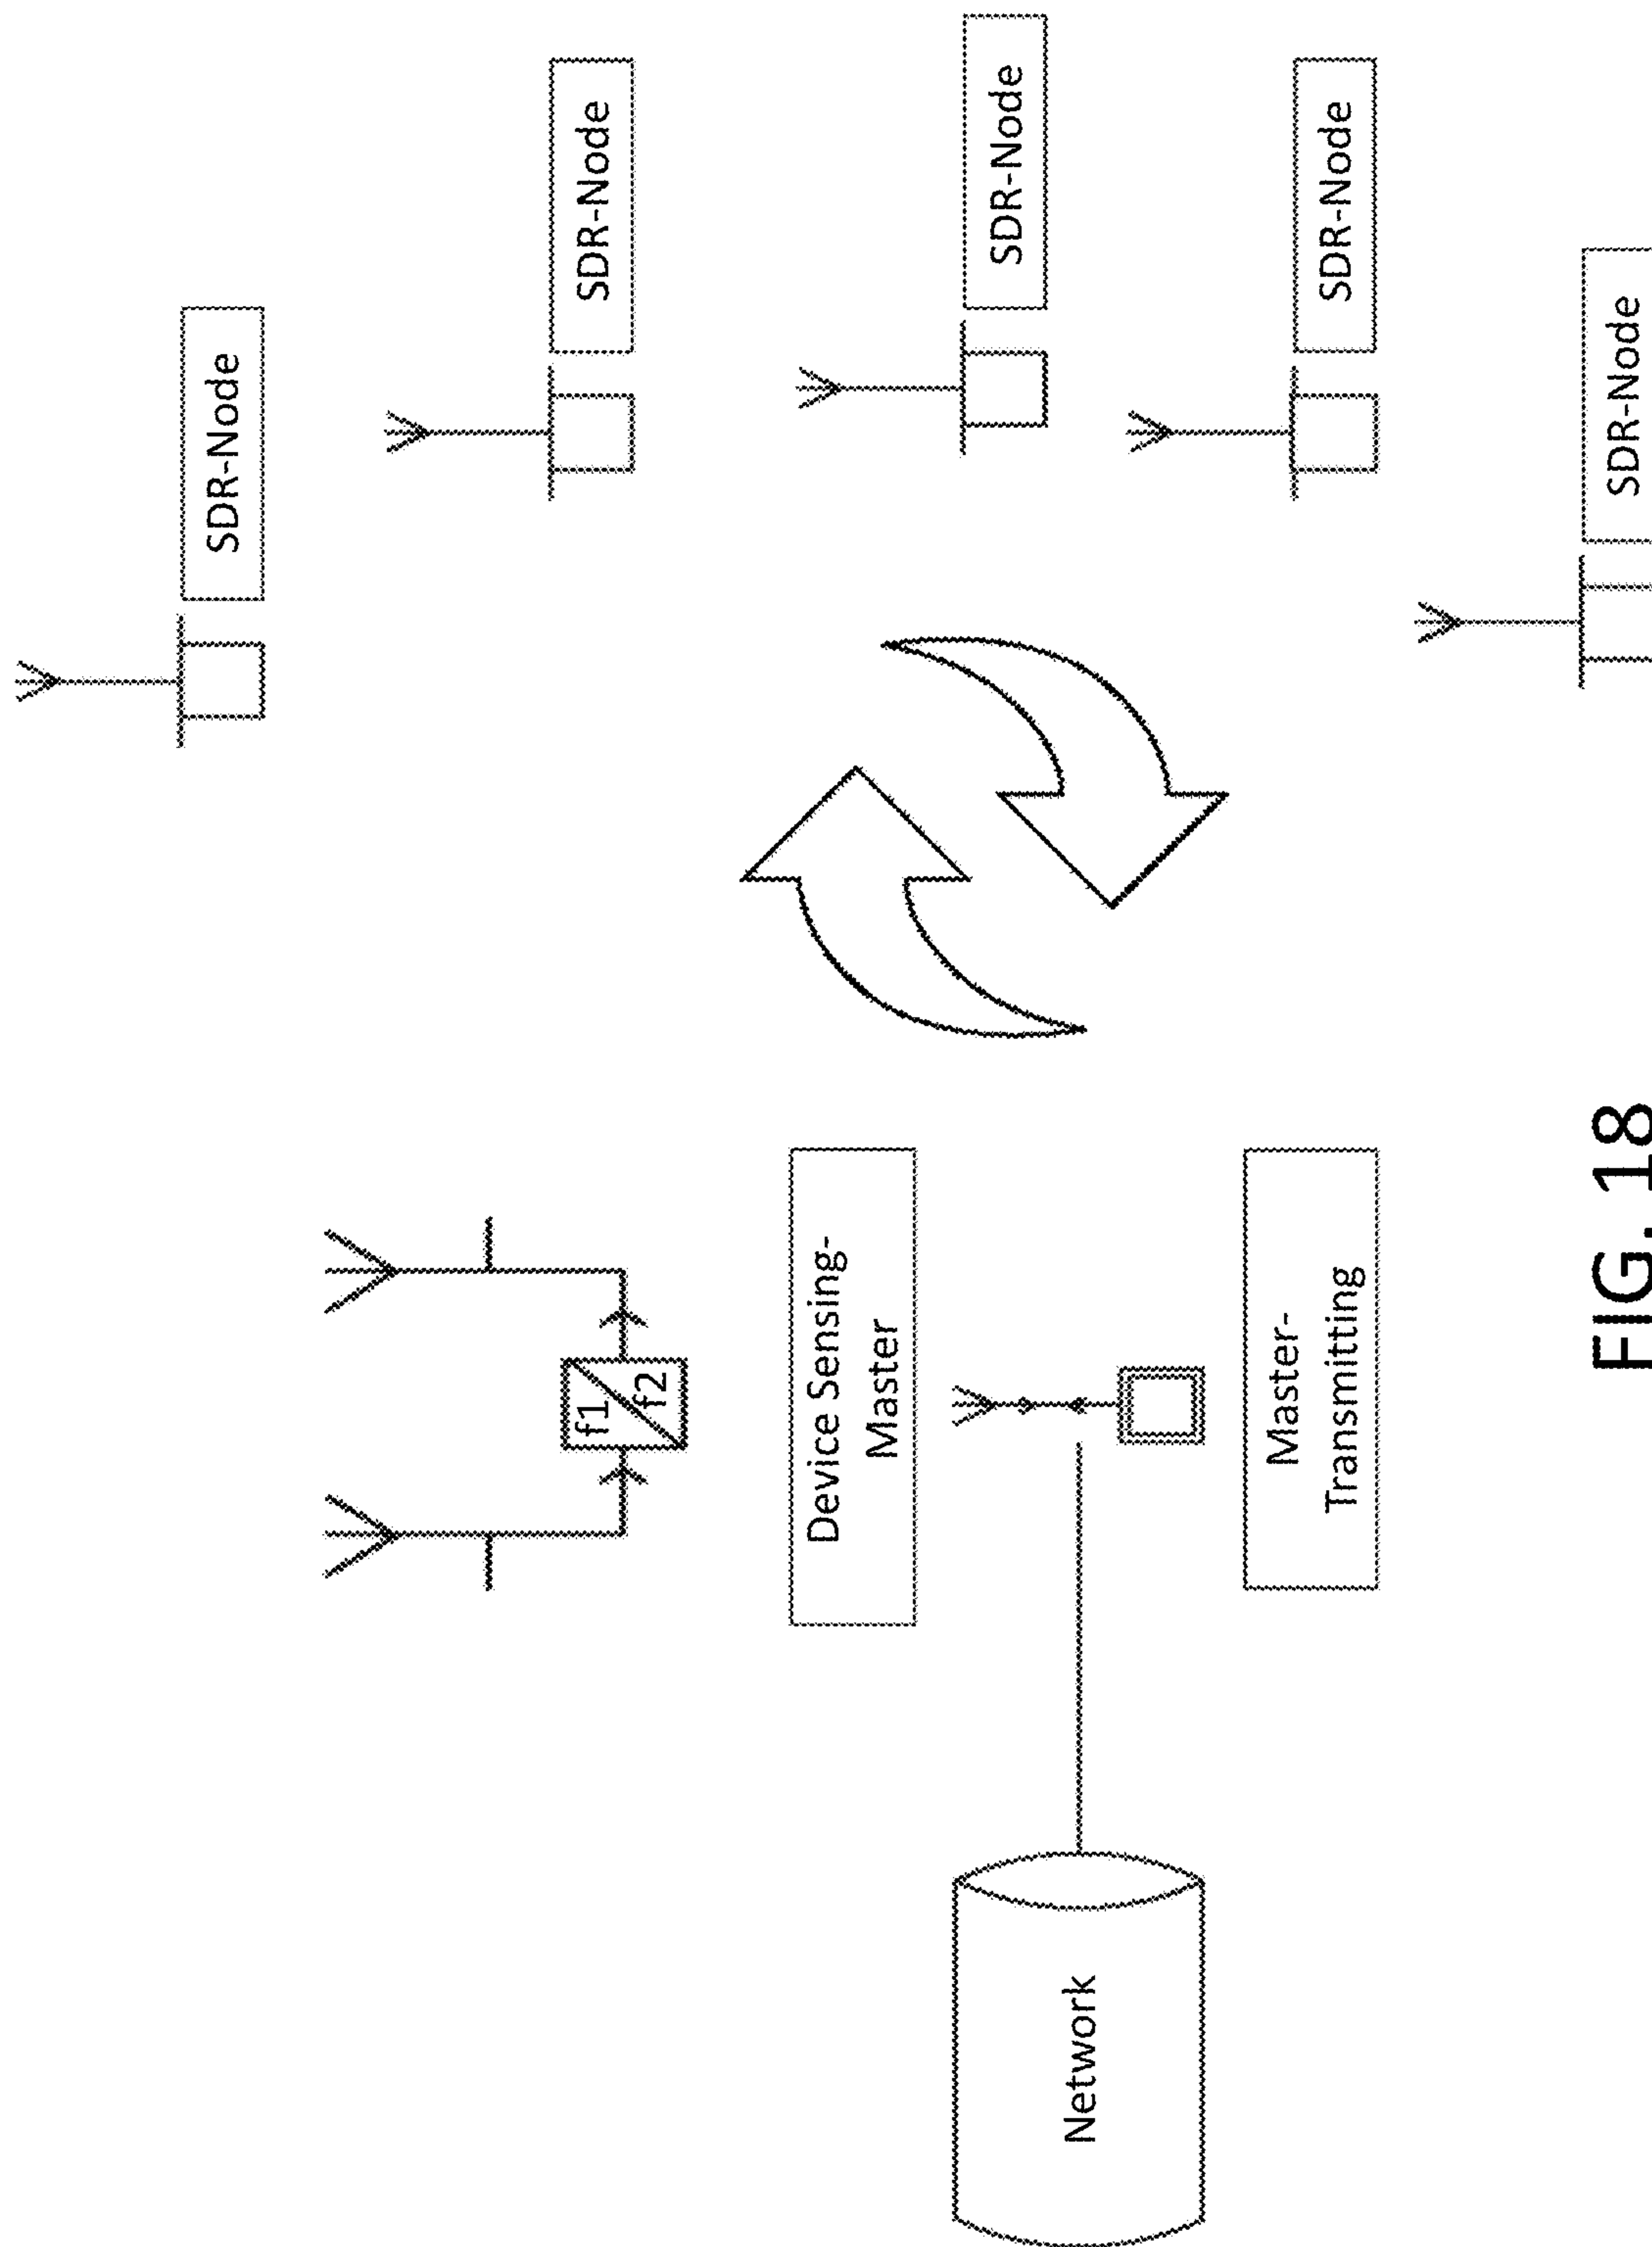 SDR-Node
SDR-Node
f1
f2
Device Sensing-
Master
SDR-Node
Network
Master-
Transmitting
SDR-Node
SDR-Node
FIG. 18